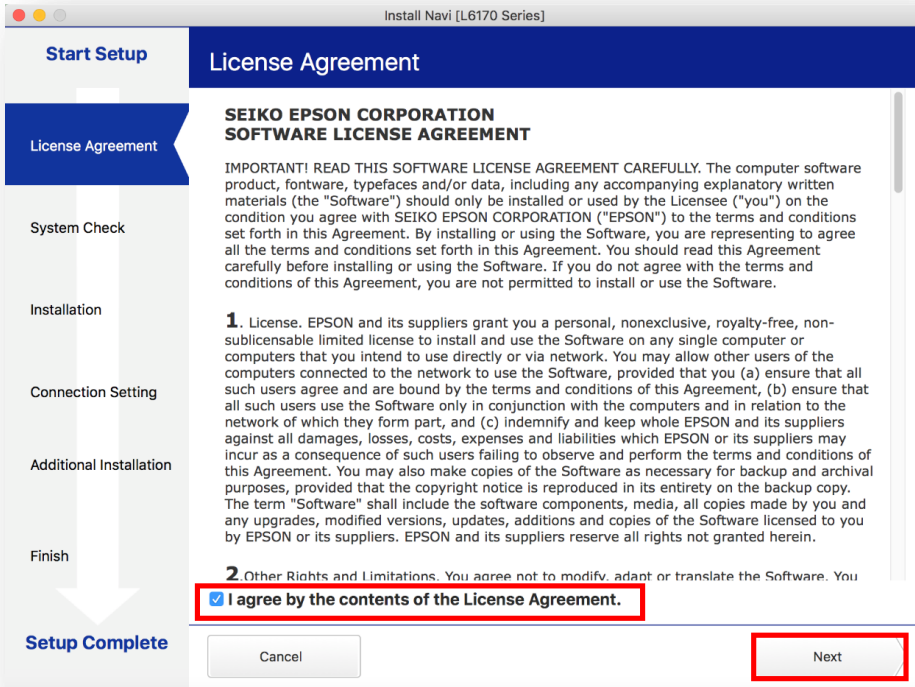 Install Navi [L6170 Series]
Start Setup
License Agreement
System Check
Installation
Connection Setting
Additional Installation
Finish
Setup Complete
License Agreement
SEIKO EPSON CORPORATION
SOFTWARE LICENSE AGREEMENT
IMPORTANT! READ THIS SOFTWARE LICENSE AGREEMENT CAREFULLY. The computer software
product, fontware, typefaces and/or data, including any accompanying explanatory written
materials (the "Software") should only be installed or used by the Licensee ("you") on the
condition you agree with SEIKO EPSON CORPORATION ("EPSON") to the terms and conditions
set forth in this Agreement. By installing or using the Software, you are representing to agree
all the terms and conditions set forth in this Agreement. You should read this Agreement
carefully before installing or using the Software. If you do not agree with the terms and
conditions of this Agreement, you are not permitted to install or use the Software.
1. License. EPSON and its suppliers grant you a personal, nonexclusive, royalty-free, non-
sublicensable limited license to install and use the Software on any single computer or
computers that you intend to use directly or via network. You may allow other users of the
computers connected to the network to use the Software, provided that you (a) ensure that all
such users agree and are bound by the terms and conditions of this Agreement, (b) ensure that
all such users use the Software only in conjunction with the computers and in relation to the
network of which they form part, and (c) indemnify and keep whole EPSON and its suppliers
against all damages, losses, costs, expenses and liabilities which EPSON or its suppliers may
incur as a consequence of such users failing to observe and perform the terms and conditions of
this Agreement. You may also make copies of the Software as necessary for backup and archival
purposes, provided that the copyright notice is reproduced in its entirety on the backup copy.
The term "Software" shall include the software components, media, all copies made by you and
any upgrades, modified versions, updates, additions and copies of the Software licensed to you
by EPSON or its suppliers. EPSON and its suppliers reserve all rights not granted herein.
2.Other Rights and Limitations. You agree not to modify, adapt or translate the Software. You
I agree by the contents of the License Agreement.
Cancel
Next